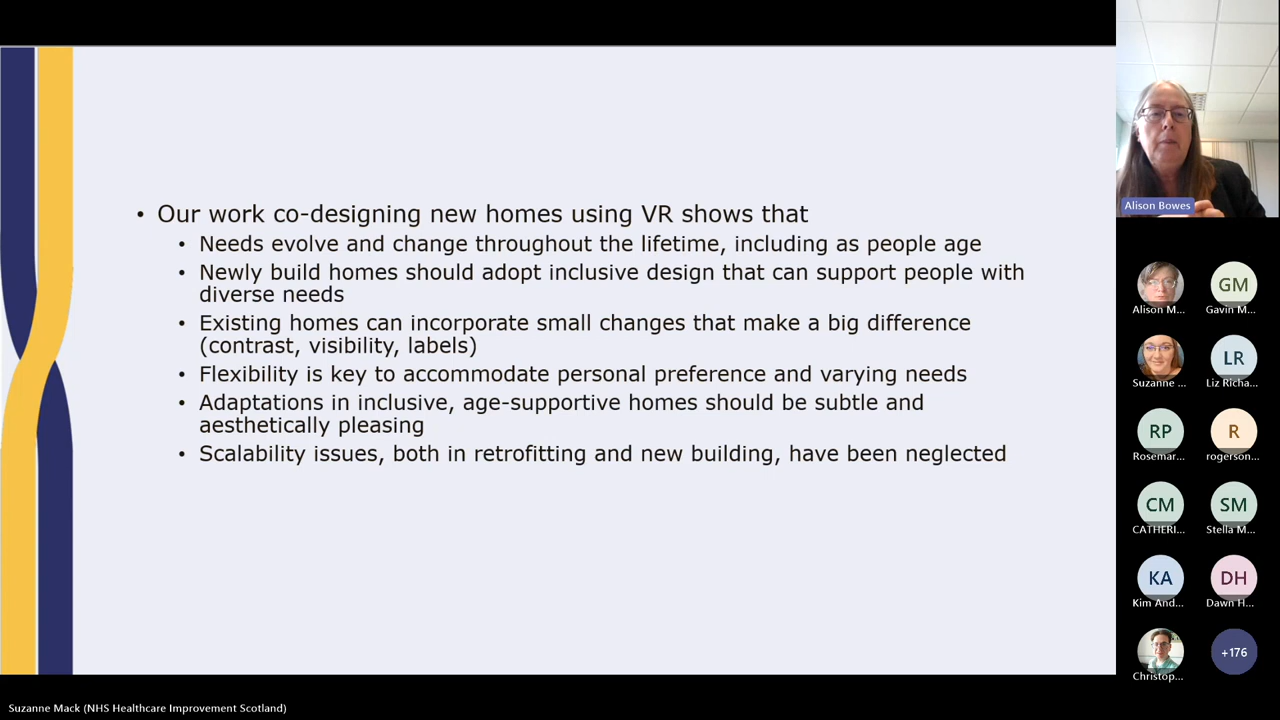 • Our work co-designing new homes using VR shows that
• Needs evolve and change throughout the lifetime, including as people age
• Newly build homes should adopt inclusive design that can support people with
diverse needs
• Existing homes can incorporate small changes that make a big difference
(contrast, visibility, labels)
• Flexibility is key to accommodate personal preference and varying needs
• Adaptations in inclusive, age-supportive homes should be subtle and
aesthetically pleasing
• Scalability issues, both in retrofitting and new building, have been neglected
Alison Bowes
Alison M...
GM
Gavin M...
Suzanne ...
LR
Liz Richa...
RP
Rosemar...
R
rogerson...
CM
CATHERI...
SM
Stella M...
KA
Kim And...
DH
Dawn H...
Christop...
+176
Suzanne Mack (NHS Healthcare Improvement Scotland)